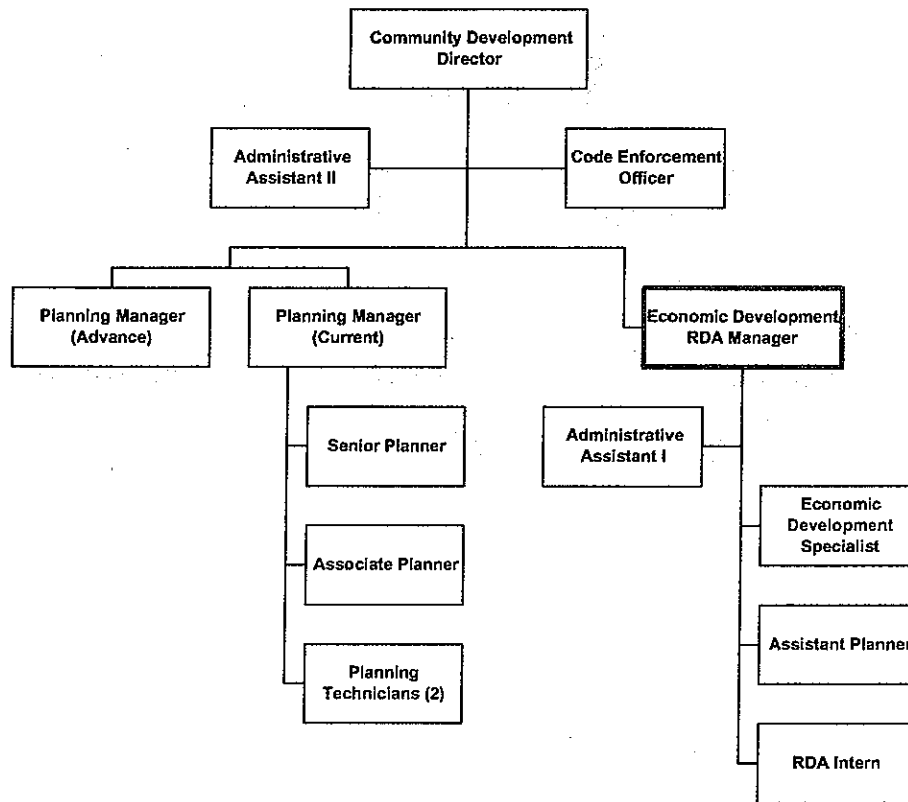 Community Development
Director
Administrative
Assistant II
Code Enforcement
Officer
Planning Manager
(Advance)
Planning Manager
(Current)
Economic Development,
RDA Manager
Senior Planner
Administrative
Assistant I
Economic
Development
Specialist
Associate Planner
Assistant Planner
Planning
Technicians (2)
RDA Intern